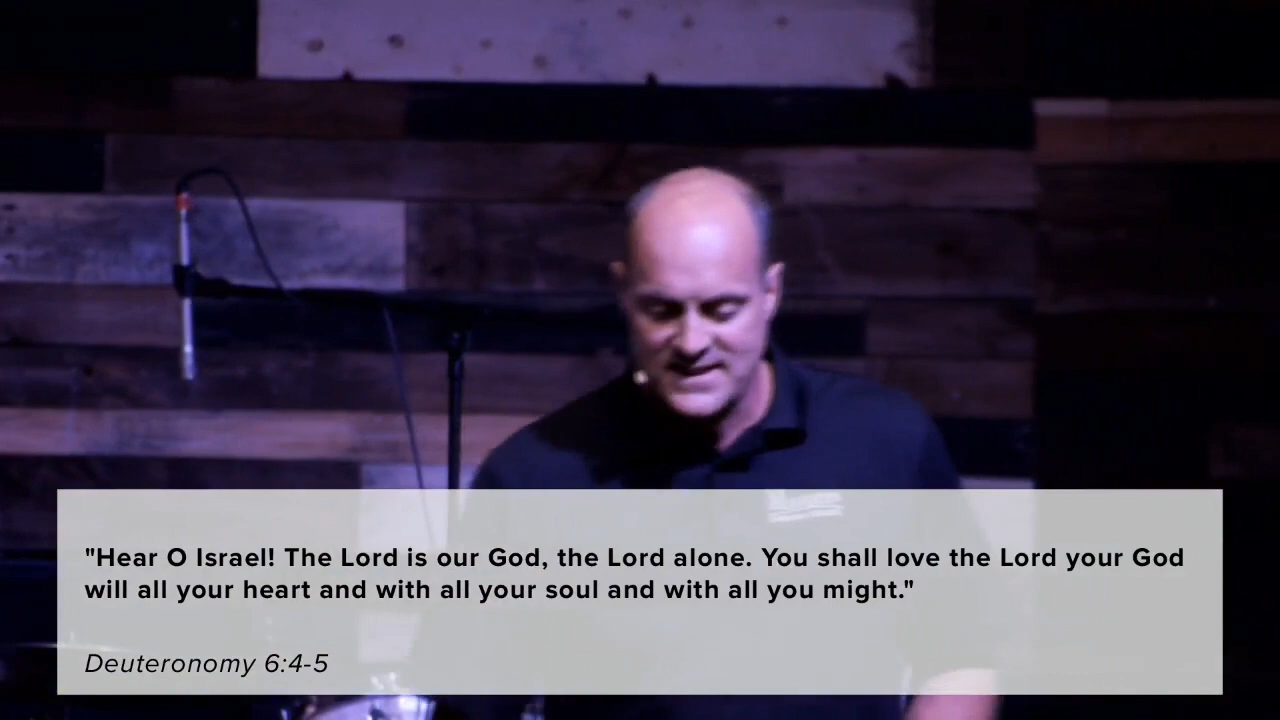 "Hear O Israel! The Lord is our God, the Lord alone. You shall love the Lord your God
will all your heart and with all your soul and with all you might."
Deuteronomy 6:4-5